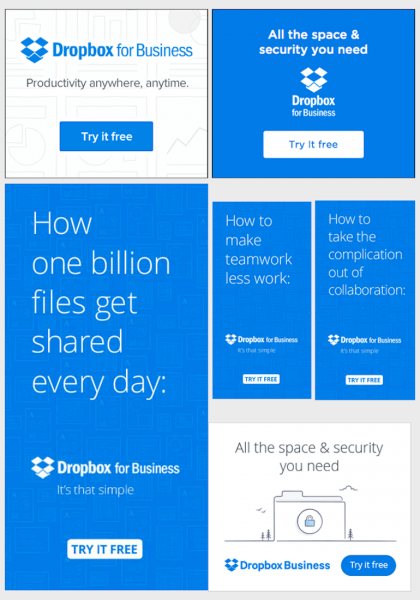 Dropbox for Business
Productivity anywhere, anytime.
Try it free
All the space &
security you need
Dropbox
for Business
Try It free
How
one billion
files get
shared
every day:
Dropbox for Business
It's that simple
TRY IT FREE
How to
make
teamwork
less work:
Dropbox for Business
It's that simple
TRY IT FREE
How to
take the
complication
out of
collaboration:
Dropbox for Business
It's that simple
TRY IT FREE
All the space & security
you need
Dropbox Business
Try it free